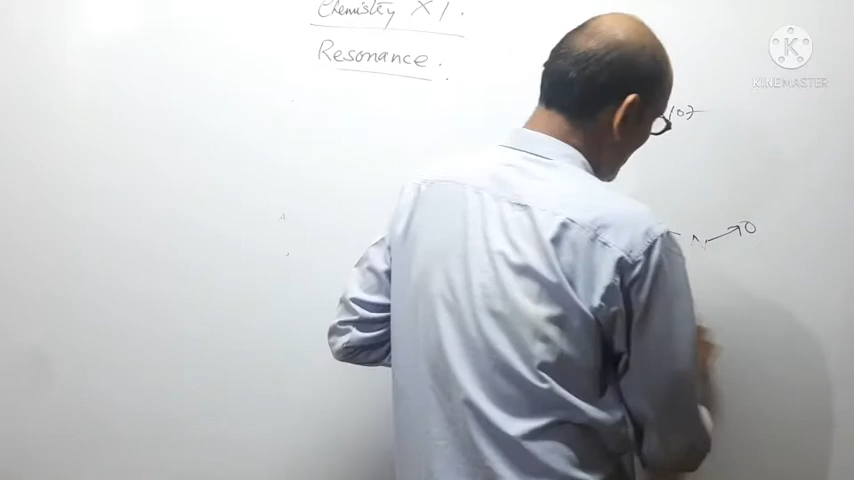 Chemistry XI.
Resonance.
K
KINEMASTER
N → O